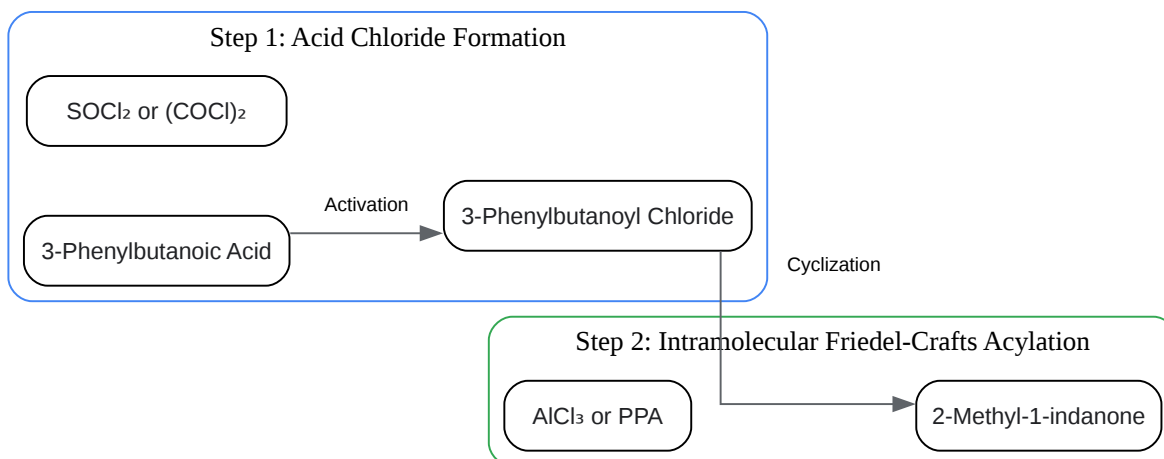 Step 1: Acid Chloride Formation
SOCl₂ or (COCl)₂
Activation
3-Phenylbutanoyl Chloride
3-Phenylbutanoic Acid
Cyclization
Step 2: Intramolecular Friedel-Crafts Acylation
AlCl₃ or PPA
2-Methyl-1-indanone